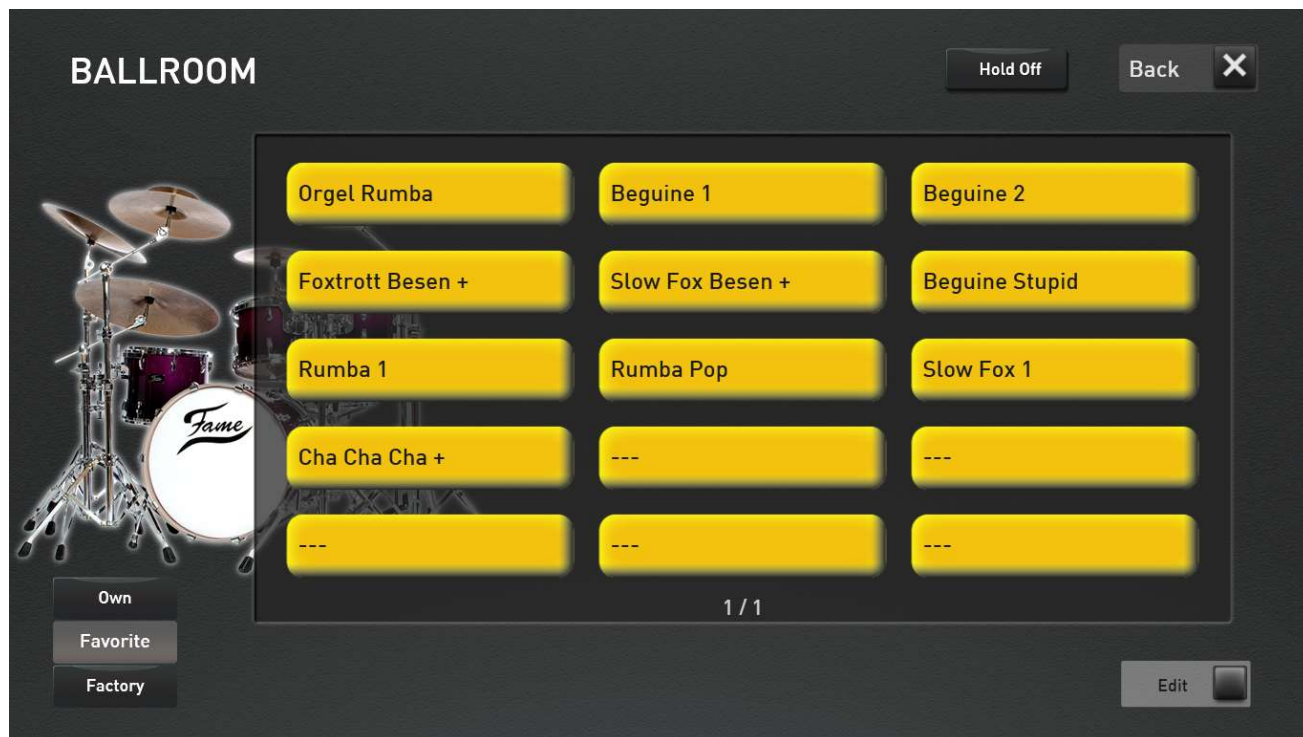 BALLROOM
Hold Off
Back
Orgel Rumba
Beguine 1
Beguine 2
Foxtrott Besen +
Slow Fox Besen +
Beguine Stupid
Rumba 1
Rumba Pop
Slow Fox 1
Cha Cha Cha +
---
---
---
---
---
1 / 1
Fame
Own
Favorite
Factory
Edit